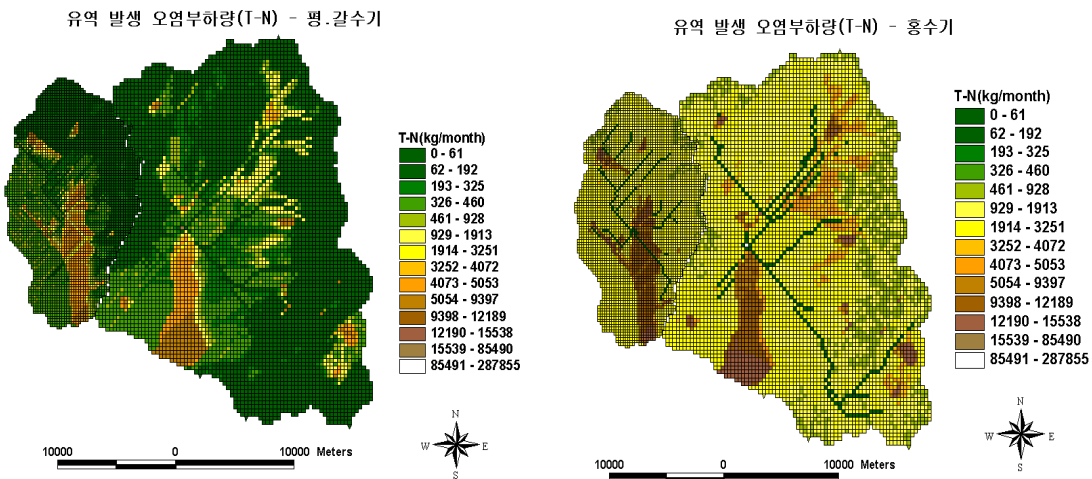 유역 발생 오염부하량(T-N) - 평.갈수기
T-N(kg/month)
0 - 61
62 - 192
193 - 325
326 - 460
461 - 928
929 - 1913
1914 - 3251
3252 - 4072
4073 - 5053
5054 - 9397
9398 - 12189
12190 - 15538
15539 - 85490
85491 - 287855
N
W
E
S
10000 0 10000 Meters
유역 발생 오염부하량(T-N) - 홍수기
T-N(kg/month)
0 - 61
62 - 192
193 - 325
326 - 460
461 - 928
929 - 1913
1914 - 3251
3252 - 4072
4073 - 5053
5054 - 9397
9398 - 12189
12190 - 15538
15539 - 85490
85491 - 287855
N
W
E
S
10000 0 10000 Meters